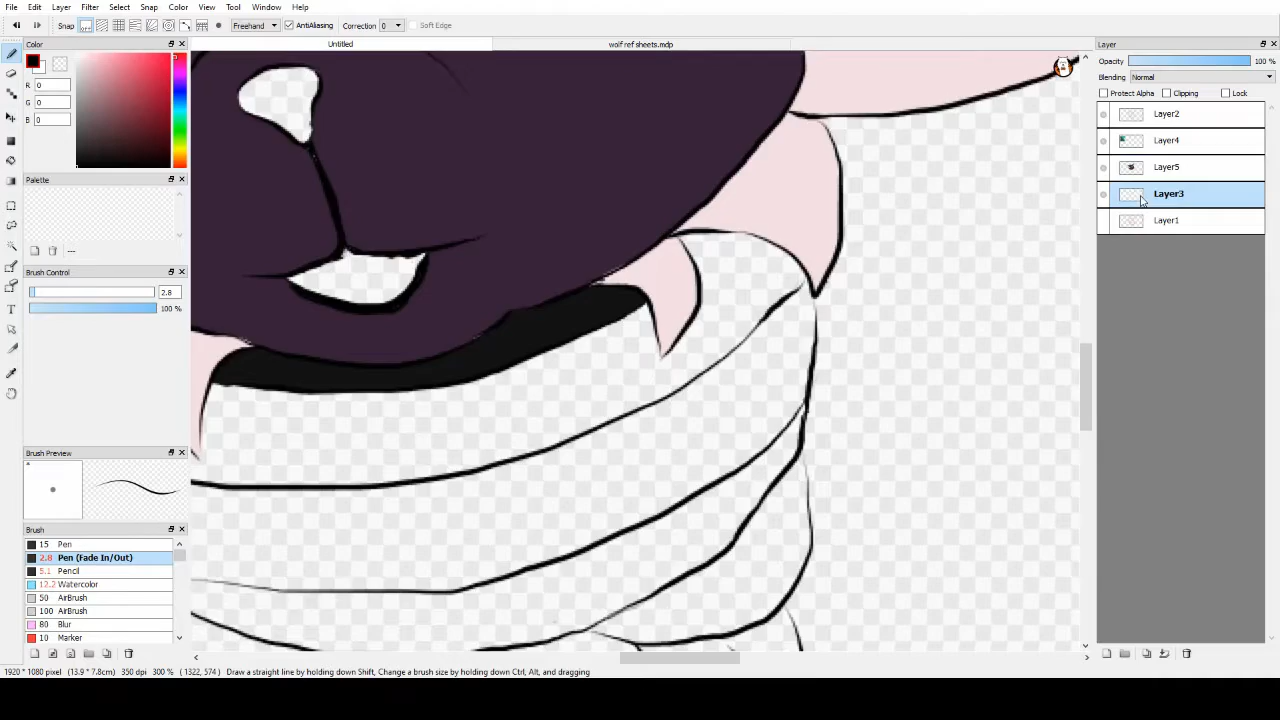 File Edit Layer Filter Select Snap Color View Tool Window Help
Snap Freehand AntiAliasing Correction 0 Soft Edge
Color
Untitled
wolf ref sheets.mdp
Layer
R 0
G 0
B 0
Opacity 100 %
Blending Normal
Protect Alpha Clipping Lock
Layer2
Layer4
Layer5
Layer3
Layer1
Palette
---
Brush Control
2.8
100 %
Brush Preview
Brush
15 Pen
2.8 Pen (Fade In/Out)
5.1 Pencil
12.2 Watercolor
50 AirBrush
100 AirBrush
80 Blur
10 Marker
1920 * 1080 pixel (13.9 * 7.8cm) 350 dpi 300 % ( 1322, 574 ) Draw a straight line by holding down Shift, Change a brush size by holding down Ctrl, Alt, and dragging